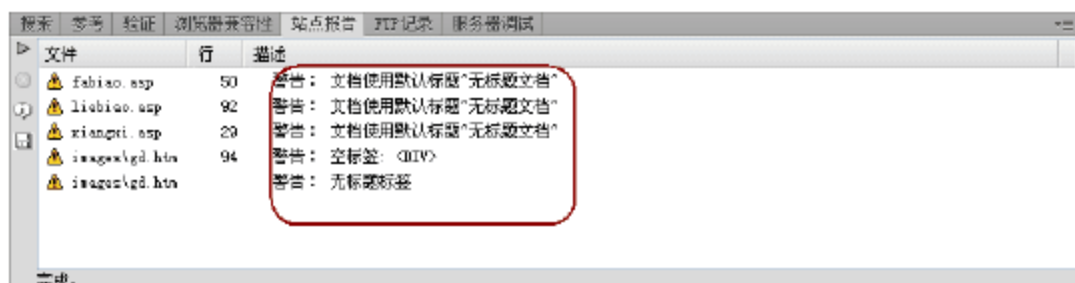 搜索 参考 验证 浏览器兼容性 站点报告 FTP记录 服务器调试
文件 行 描述
fabiao.asp 50 警告： 文档使用默认标题"无标题文档"
liebiao.asp 92 警告： 文档使用默认标题"无标题文档"
xiangxi.asp 29 警告： 文档使用默认标题"无标题文档"
images\gd.htm 94 警告： 空标签: <DIV>
images\gd.htm 警告： 无标题标签
完成。